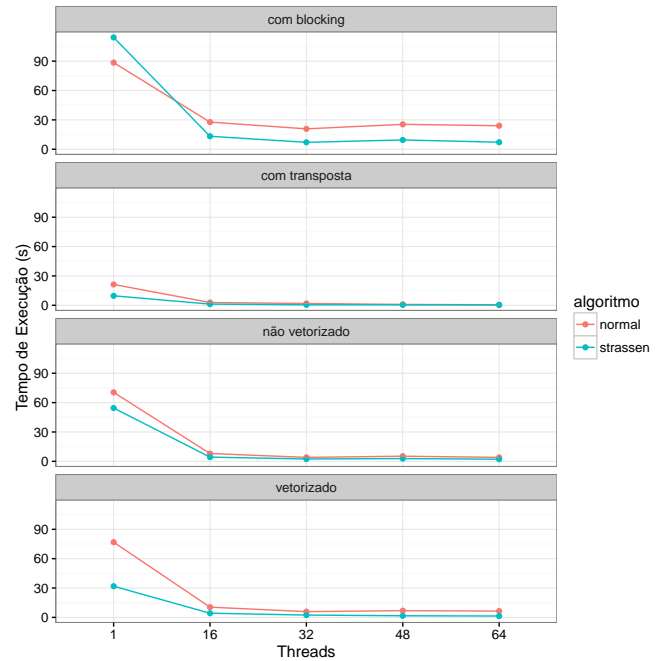 com blocking
90
60
30
0
com transposta
90
60
30
0
não vetorizado
90
60
30
0
vetorizado
90
60
30
0
1 16 32 48 64
Threads
Tempo de Execução (s)
algoritmo
normal
strassen